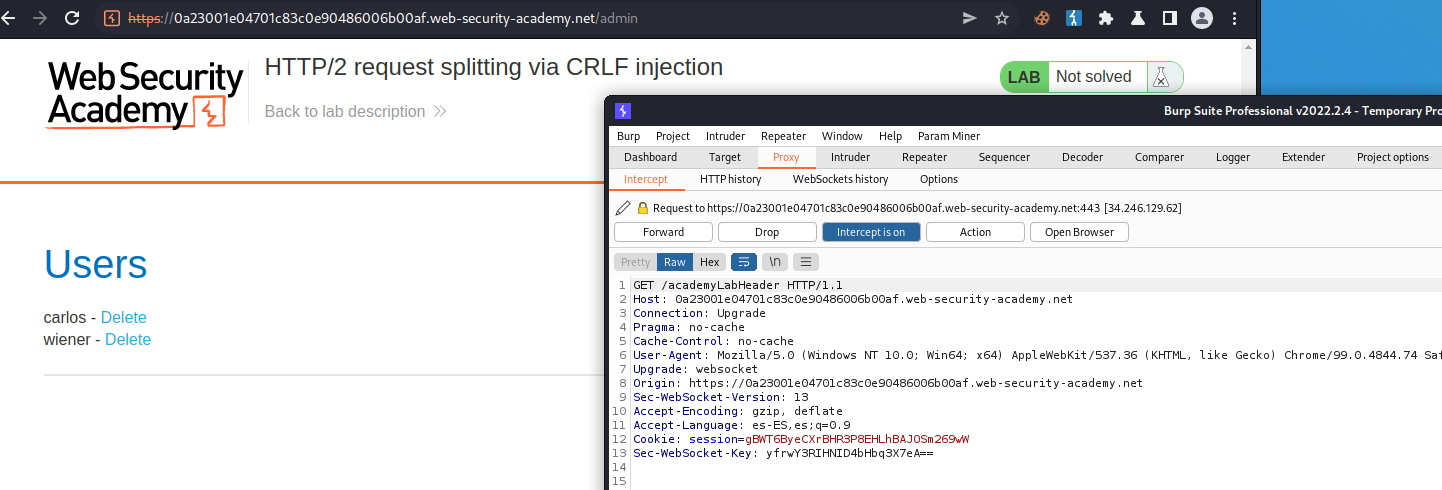 https://0a23001e04701c83c0e90486006b00af.web-security-academy.net/admin
WebSecurity
Academy
HTTP/2 request splitting via CRLF injection
Back to lab description
LAB Not solved
Users
carlos - Delete
wiener - Delete
Burp Suite Professional v2022.2.4 - Temporary Pro
Burp Project Intruder Repeater Window Help Param Miner
Dashboard Target Proxy Intruder Repeater Sequencer Decoder Comparer Logger Extender Project options
Intercept HTTP history WebSockets history Options
Request to https://0a23001e04701c83c0e90486006b00af.web-security-academy.net:443 [34.246.129.62]
Forward Drop Intercept is on Action Open Browser
Pretty Raw Hex \n
1 GET /academyLabHeader HTTP/1.1
2 Host: 0a23001e04701c83c0e90486006b00af.web-security-academy.net
3 Connection: Upgrade
4 Pragma: no-cache
5 Cache-Control: no-cache
6 User-Agent: Mozilla/5.0 (Windows NT 10.0; Win64; x64) AppleWebKit/537.36 (KHTML, like Gecko) Chrome/99.0.4844.74 Saf
7 Upgrade: websocket
8 Origin: https://0a23001e04701c83c0e90486006b00af.web-security-academy.net
9 Sec-WebSocket-Version: 13
10 Accept-Encoding: gzip, deflate
11 Accept-Language: es-ES,es;q=0.9
12 Cookie: session=gBWT6ByeCXrBHR3P8EHLhBAJOSm269wW
13 Sec-WebSocket-Key: yfrwY3RIHNID4bHbq3X7eA==
14
15